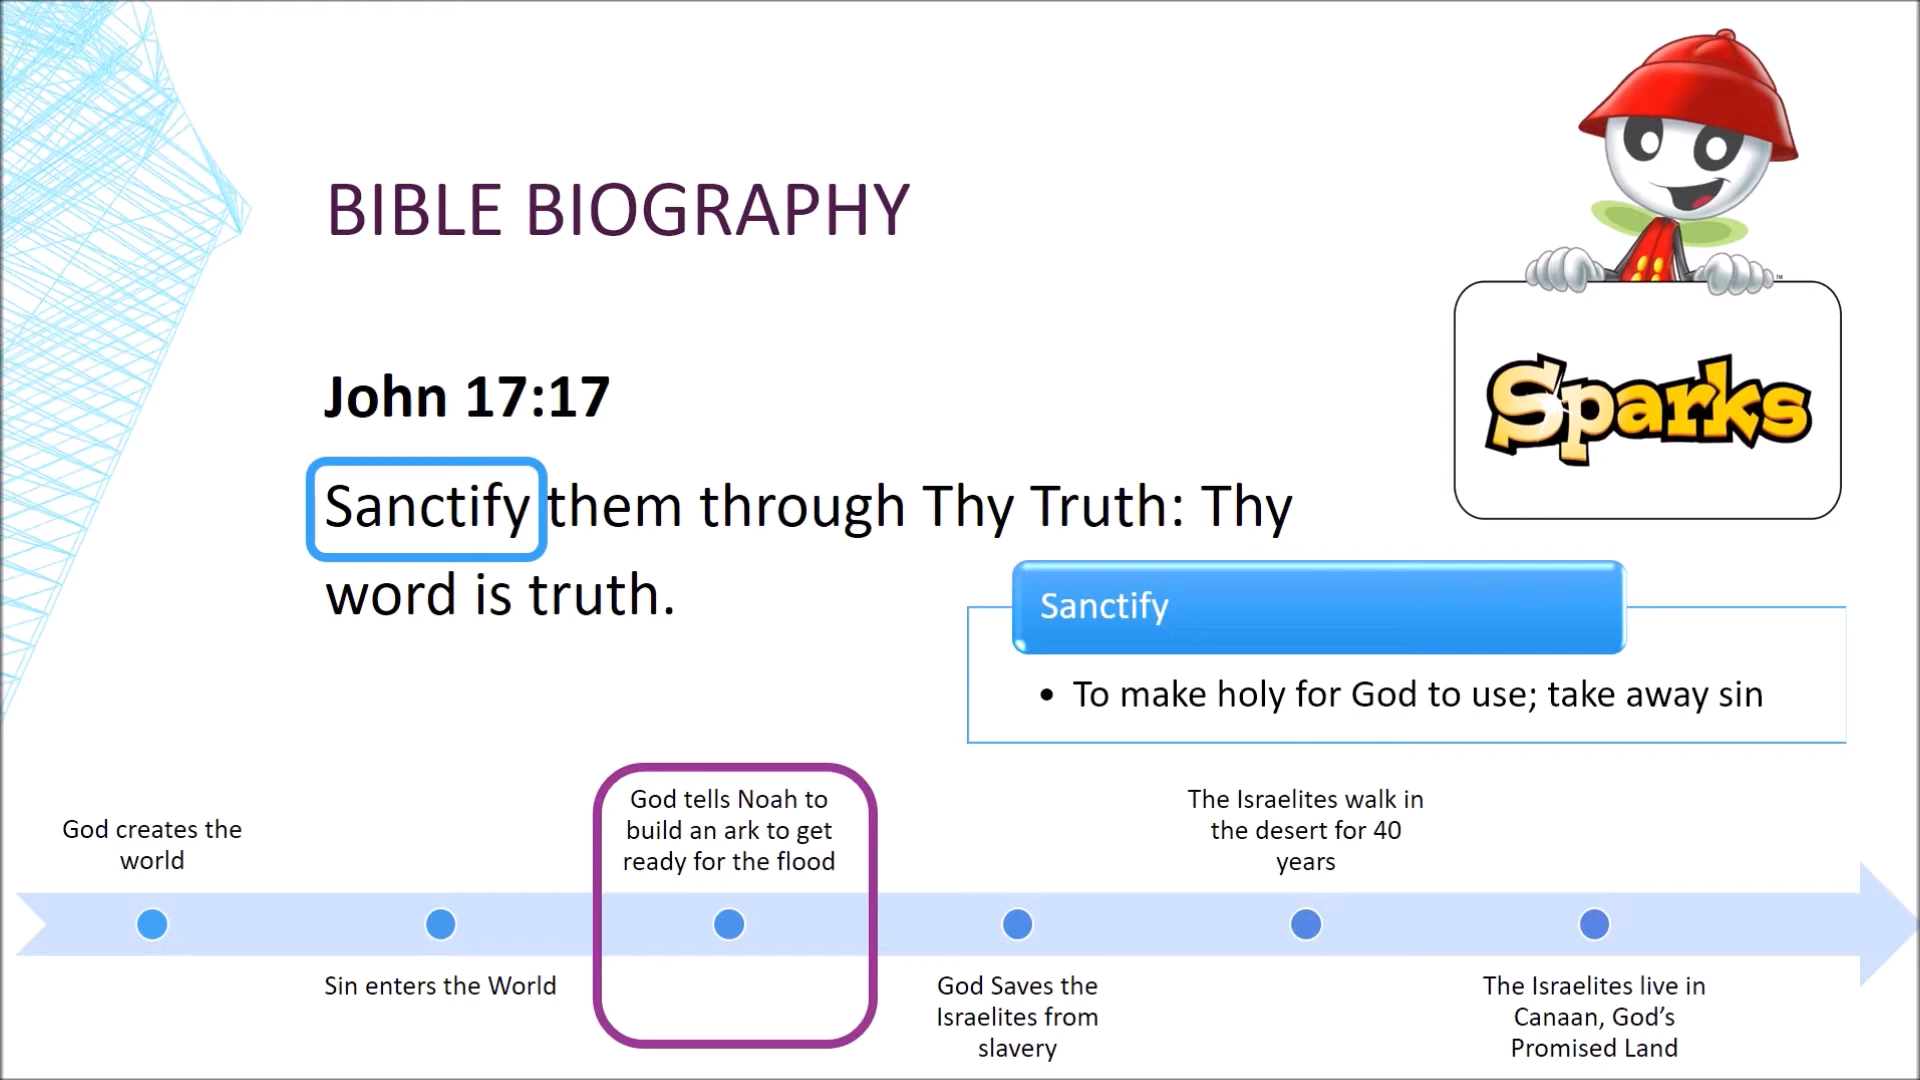 BIBLE BIOGRAPHY
John 17:17
Sanctify them through Thy Truth: Thy
word is truth.
Sparks
TM
Sanctify
• To make holy for God to use; take away sin
God creates the
world
Sin enters the World
God tells Noah to
build an ark to get
ready for the flood
God Saves the
Israelites from
slavery
The Israelites walk in
the desert for 40
years
The Israelites live in
Canaan, God’s
Promised Land